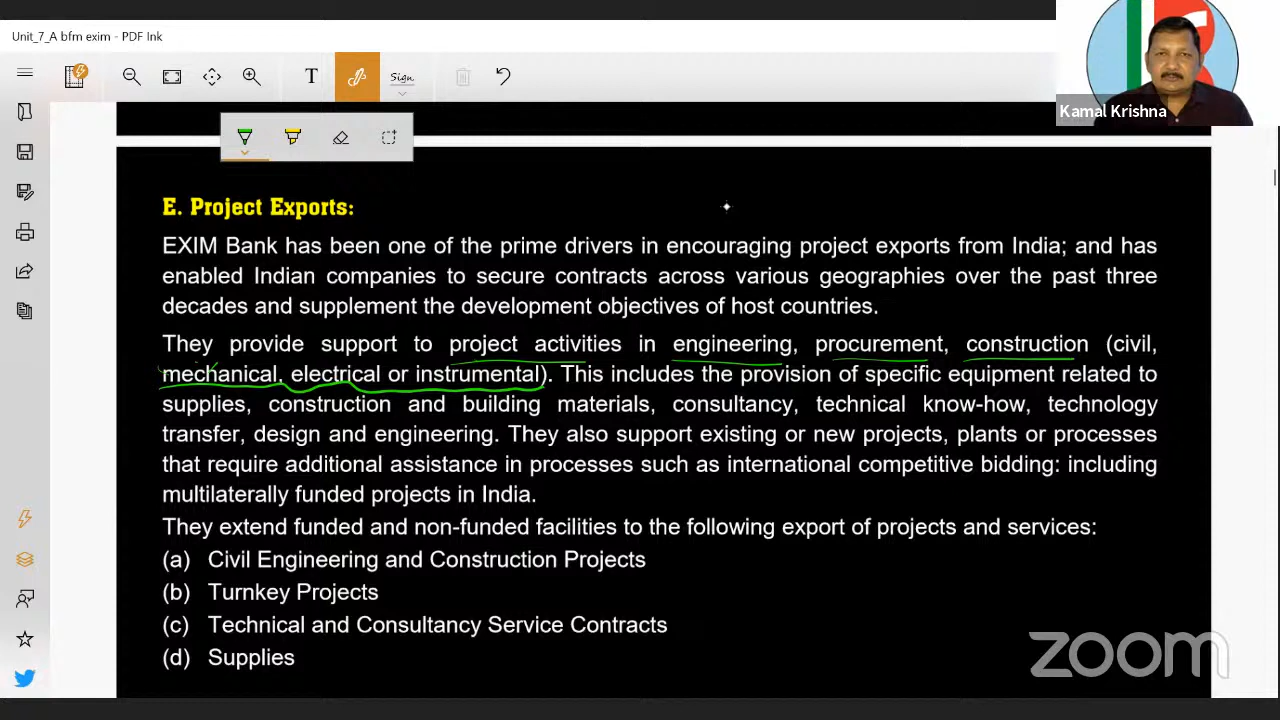 Unit_7_A bfm exim - PDF Ink
T
Sign
Kamal Krishna
E. Project Exports:
EXIM Bank has been one of the prime drivers in encouraging project exports from India; and has
enabled Indian companies to secure contracts across various geographies over the past three
decades and supplement the development objectives of host countries.
They provide support to project activities in engineering, procurement, construction (civil,
mechanical, electrical or instrumental). This includes the provision of specific equipment related to
supplies, construction and building materials, consultancy, technical know-how, technology
transfer, design and engineering. They also support existing or new projects, plants or processes
that require additional assistance in processes such as international competitive bidding: including
multilaterally funded projects in India.
They extend funded and non-funded facilities to the following export of projects and services:
(a) Civil Engineering and Construction Projects
(b) Turnkey Projects
(c) Technical and Consultancy Service Contracts
(d) Supplies
zoom